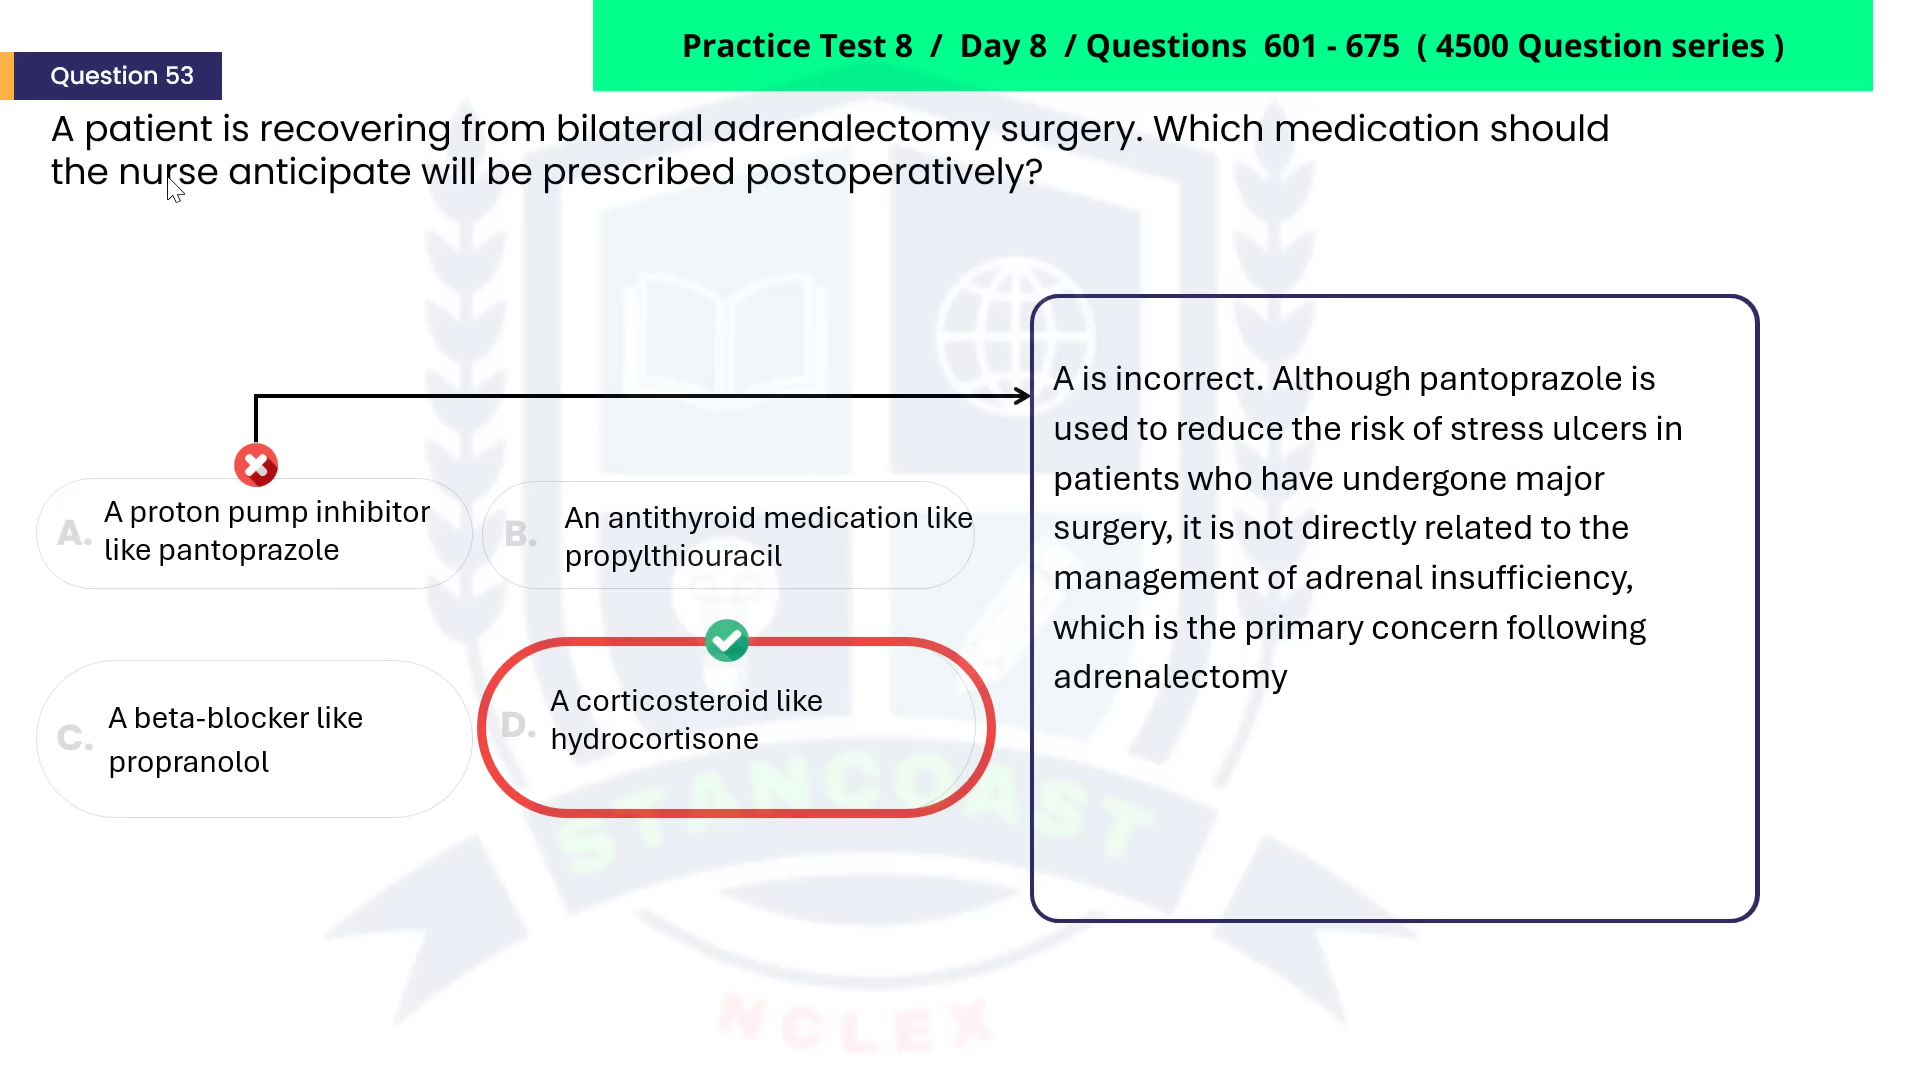 Practice Test 8 / Day 8 / Questions 601 - 675 ( 4500 Question series )
Question 53
A patient is recovering from bilateral adrenalectomy surgery. Which medication should
the nurse anticipate will be prescribed postoperatively?
A. A proton pump inhibitor
like pantoprazole
B. An antithyroid medication like
propylthiouracil
C. A beta-blocker like
propranolol
D. A corticosteroid like
hydrocortisone
A is incorrect. Although pantoprazole is
used to reduce the risk of stress ulcers in
patients who have undergone major
surgery, it is not directly related to the
management of adrenal insufficiency,
which is the primary concern following
adrenalectomy
STANCOAST
NCLEX